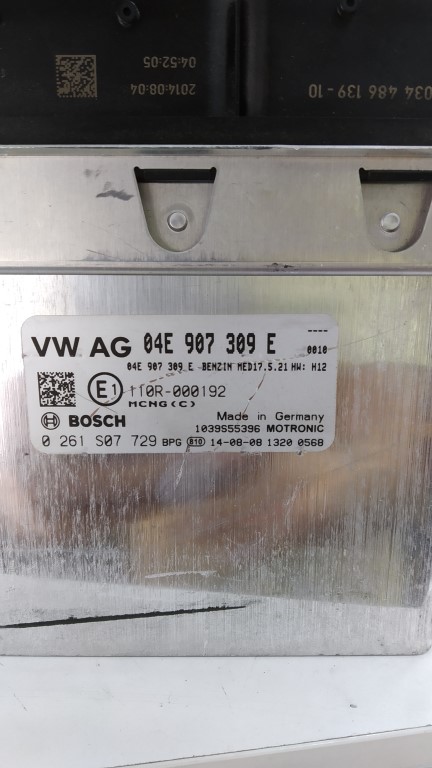 04:52:05
2014:08:04
034 486 139-10
VW AG 04E 907 309 E
----
0010
04E 907 309 E BENZIN MED17.5.21 HW: H12
E1 110R-000192
MCNG(C)
BOSCH
Made in Germany
1039S55396 MOTRONIC
0 261 S07 729 BPG 810 14-08-08 1320 0568